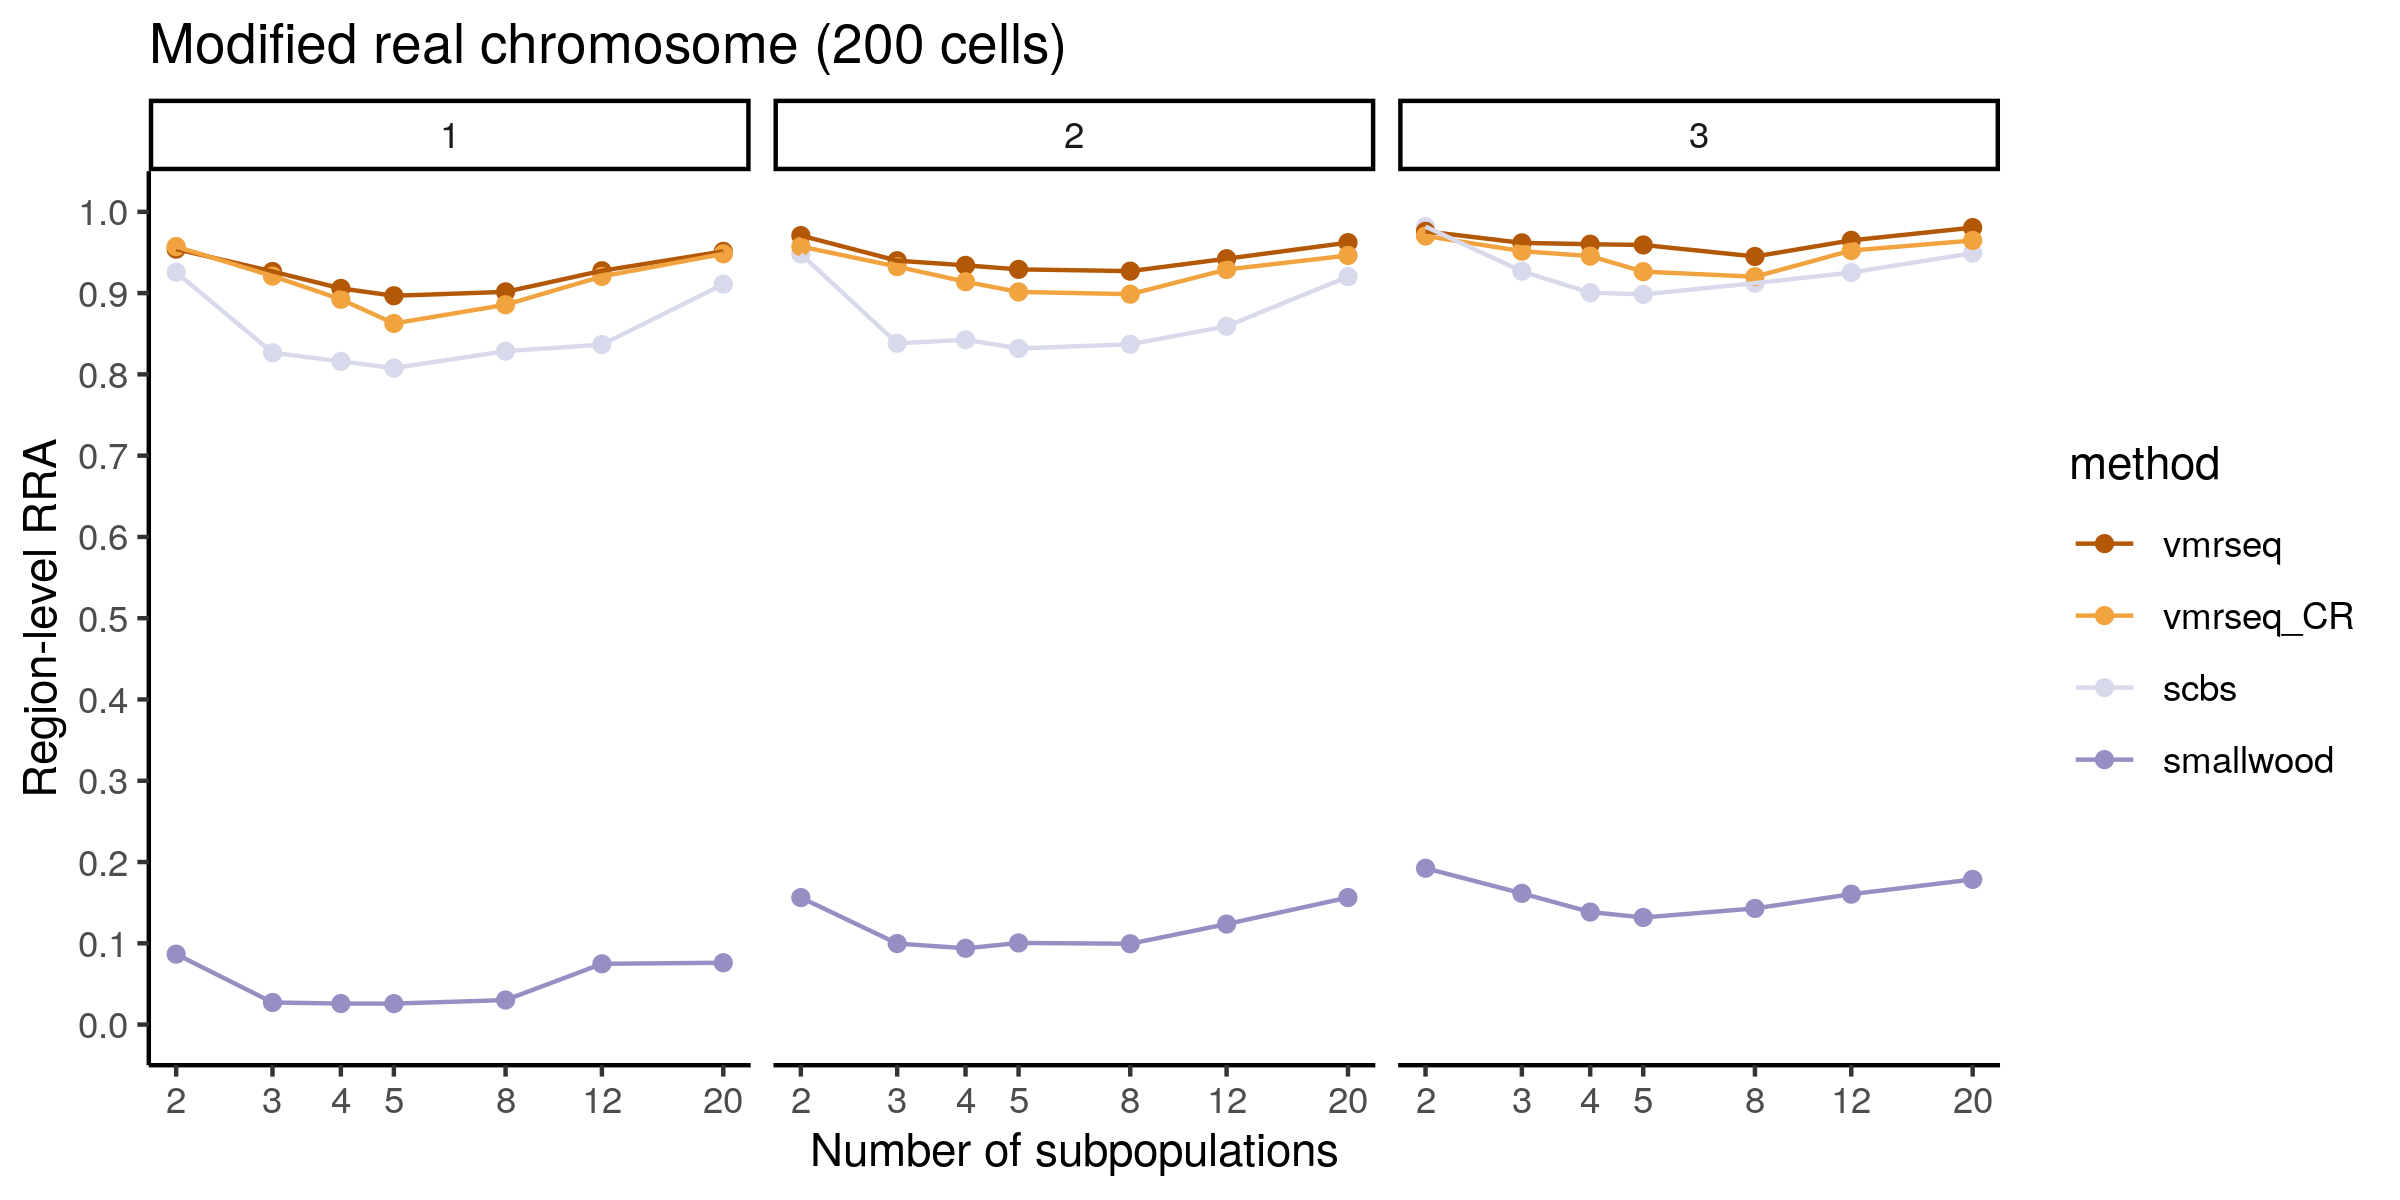 Modified real chromosome (200 cells)
1 2 3
Region-level RRA
1.0
0.9
0.8
0.7
0.6
0.5
0.4
0.3
0.2
0.1
0.0
2 3 4 5 8 12 20 2 3 4 5 8 12 20 2 3 4 5 8 12 20
Number of subpopulations
method
vmrseq
vmrseq_CR
scbs
smallwood